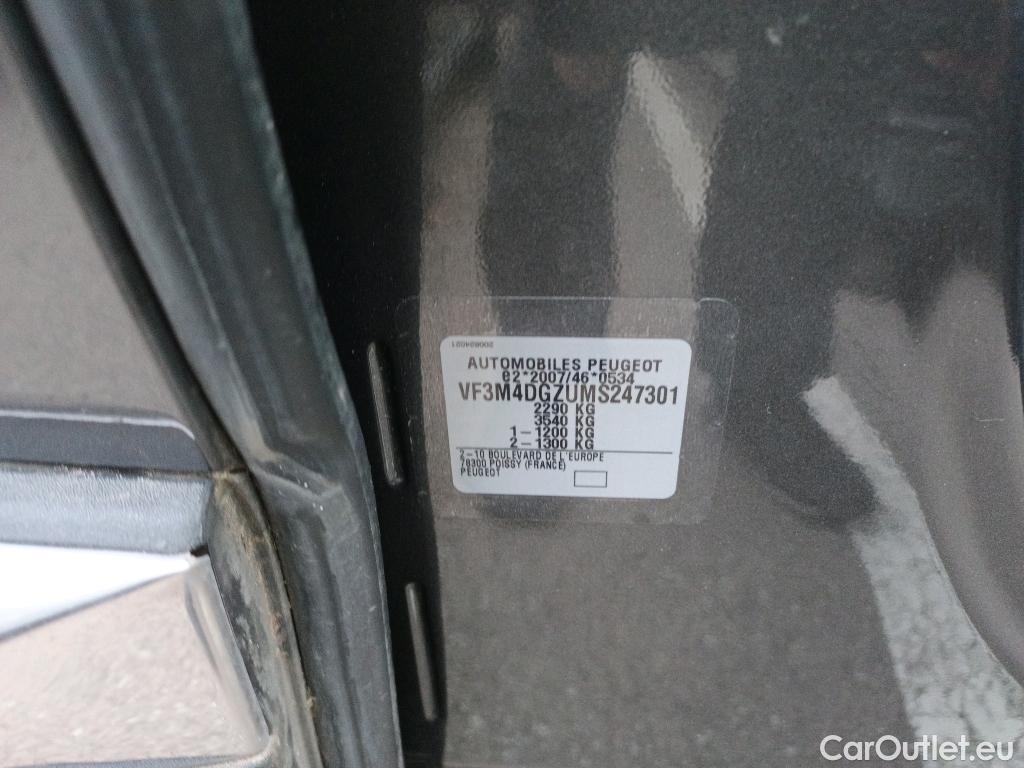 200824021
AUTOMOBILES PEUGEOT
e2*2007/46*0534
VF3M4DGZUMS247301
2290 KG
3540 KG
1-1200 KG
2-1300 KG
2-10 BOULEVARD DE L'EUROPE
78300 POISSY (FRANCE)
PEUGEOT
CarOutlet.eu